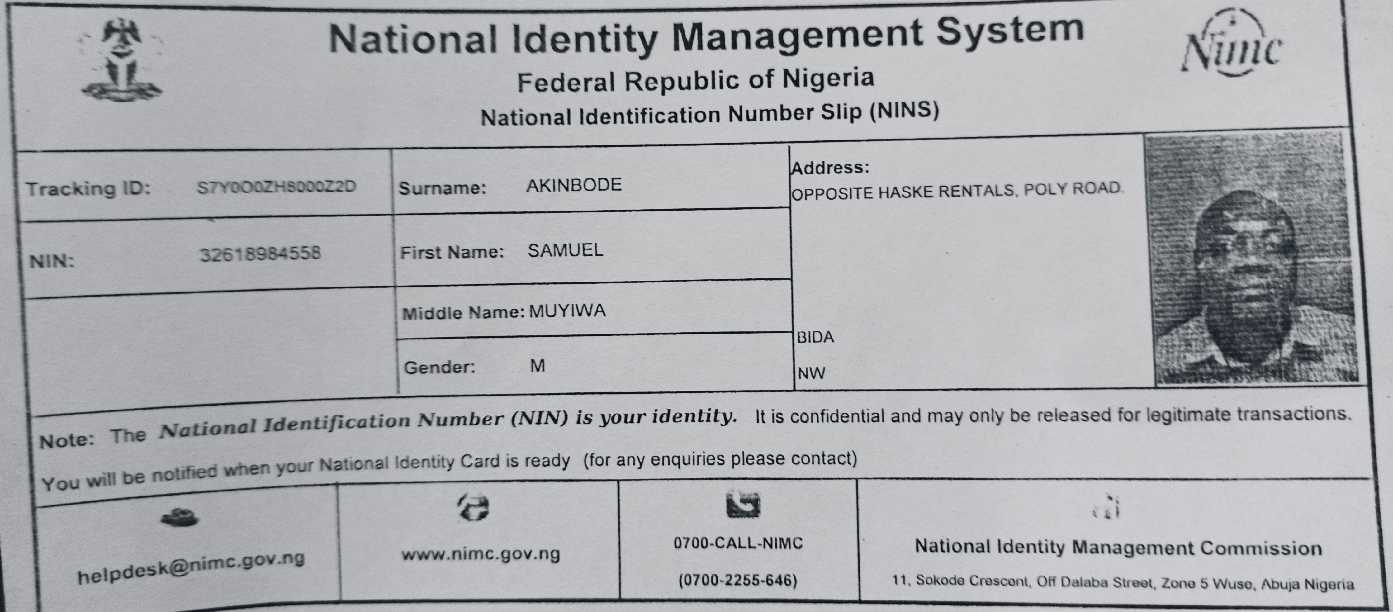 National Identity Management System
Nimc
Federal Republic of Nigeria
National Identification Number Slip (NINS)
Tracking ID:
Surname: AKINBODE
Address:
OPPOSITE HASKE RENTALS, POLY ROAD.
NIN: 32618984558
First Name: SAMUEL
Middle Name: MUYIWA
BIDA
Gender: M
NW
Note: The National Identification Number (NIN) is your identity. It is confidential and may only be released for legitimate transactions.
You will be notified when your National Identity Card is ready (for any enquiries please contact)
helpdesk@nimc.gov.ng
www.nimc.gov.ng
0700-CALL-NIMC
(0700-2255-646)
National Identity Management Commission
11, Sokode Crescent, Off Dalaba Street, Zone 5 Wuse, Abuja Nigeria